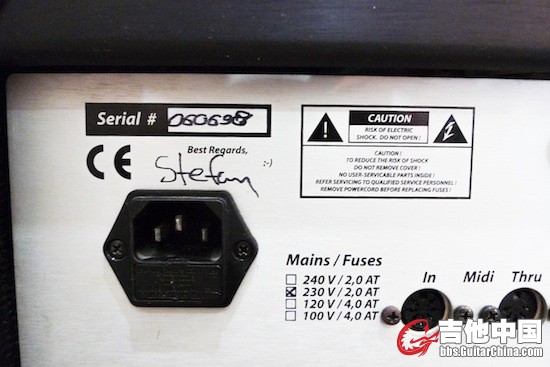 Serial # 060698
CE
Best Regards,
:-)
Stefan
CAUTION
RISK OF ELECTRIC
SHOCK. DO NOT OPEN !
CAUTION !
TO REDUCE THE RISK OF SHOCK
DO NOT REMOVE COVER !
NO USER-SERVICABLE PARTS INSIDE !
REFER SERVICING TO QUALIFIED SERVICE PERSONNEL !
REMOVE POWERCORD BEFORE REPLACING FUSES !
Mains / Fuses
240 V / 2,0 AT
230 V / 2,0 AT
120 V / 4,0 AT
100 V / 4,0 AT
In Midi Thru
吉他中国
bbs.GuitarChina.com